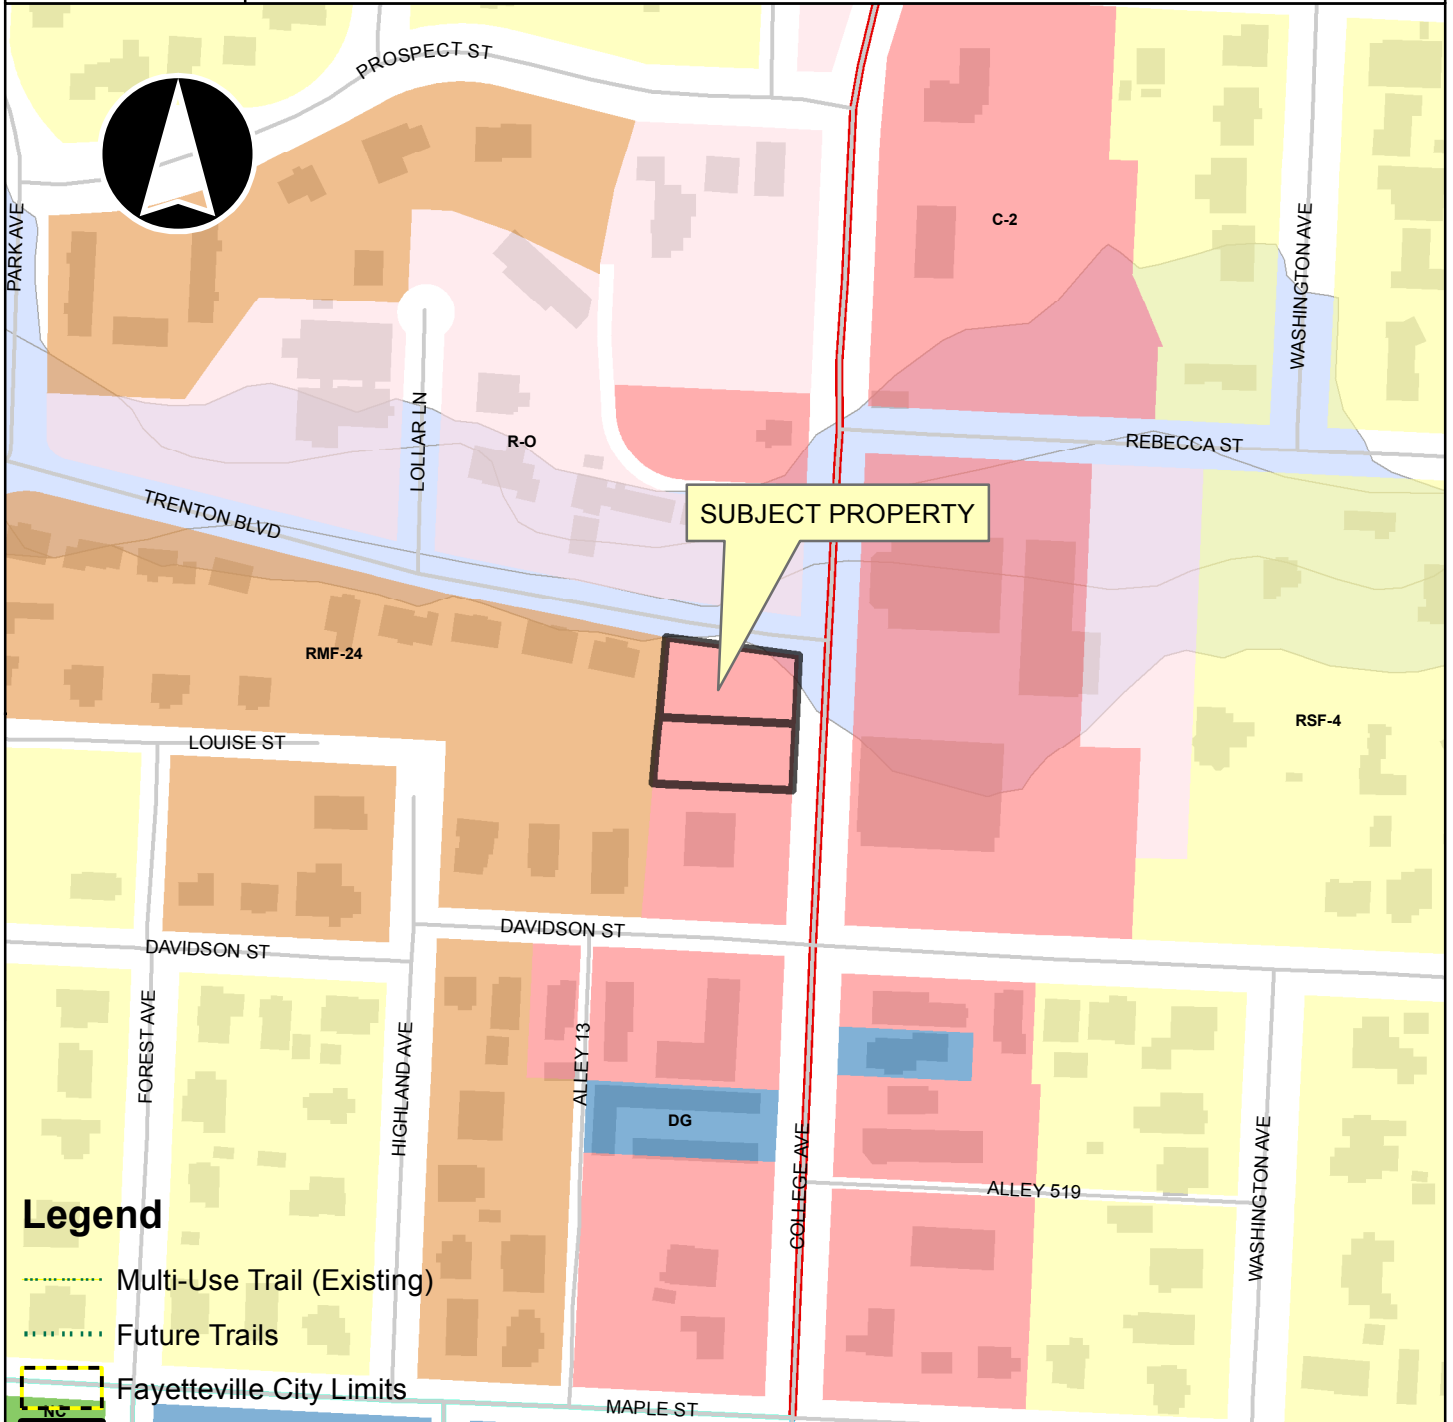 PROSPECT ST
PARK AVE
C-2
WASHINGTON AVE
LOLLAR LN
R-O
REBECCA ST
TRENTON BLVD
SUBJECT PROPERTY
RMF-24
RSF-4
LOUISE ST
DAVIDSON ST
DAVIDSON ST
FOREST AVE
HIGHLAND AVE
ALLEY 13
DG
COLLEGE AVE
WASHINGTON AVE
ALLEY 519
Legend
Multi-Use Trail (Existing)
Future Trails
Fayetteville City Limits
MAPLE ST
NC